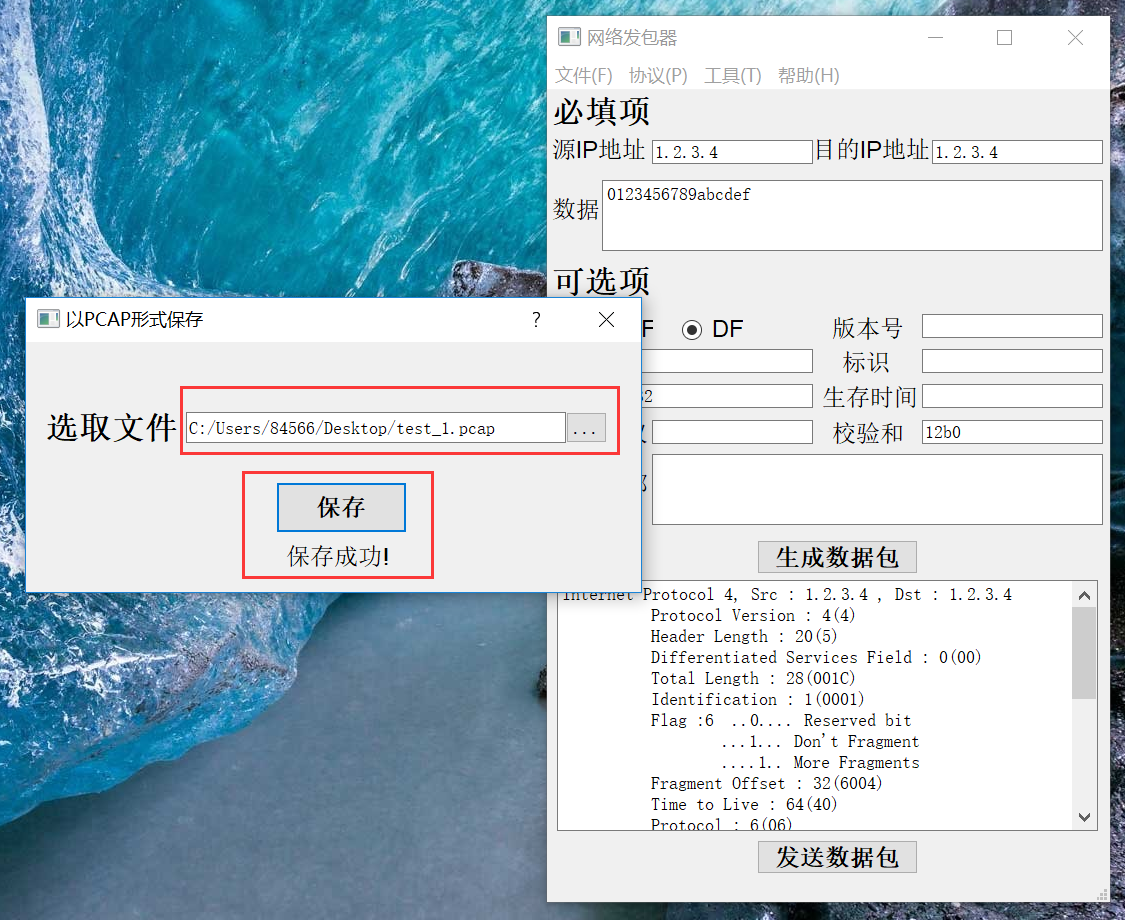 网络发包器
文件(F) 协议(P) 工具(T) 帮助(H)
必填项
源IP地址 1.2.3.4 目的IP地址 1.2.3.4
数据 0123456789abcdef
可选项
DF 版本号
标识
生存时间
校验和 12b0
生成数据包
Internet Protocol 4, Src : 1.2.3.4 , Dst : 1.2.3.4
Protocol Version : 4(4)
Header Length : 20(5)
Differentiated Services Field : 0(00)
Total Length : 28(001C)
Identification : 1(0001)
Flag :6 ..0.... Reserved bit
...1... Don't Fragment
....1.. More Fragments
Fragment Offset : 32(6004)
Time to Live : 64(40)
Protocol : 6(06)
发送数据包
以PCAP形式保存 ?
选取文件 C:/Users/84566/Desktop/test_1.pcap ...
保存
保存成功!